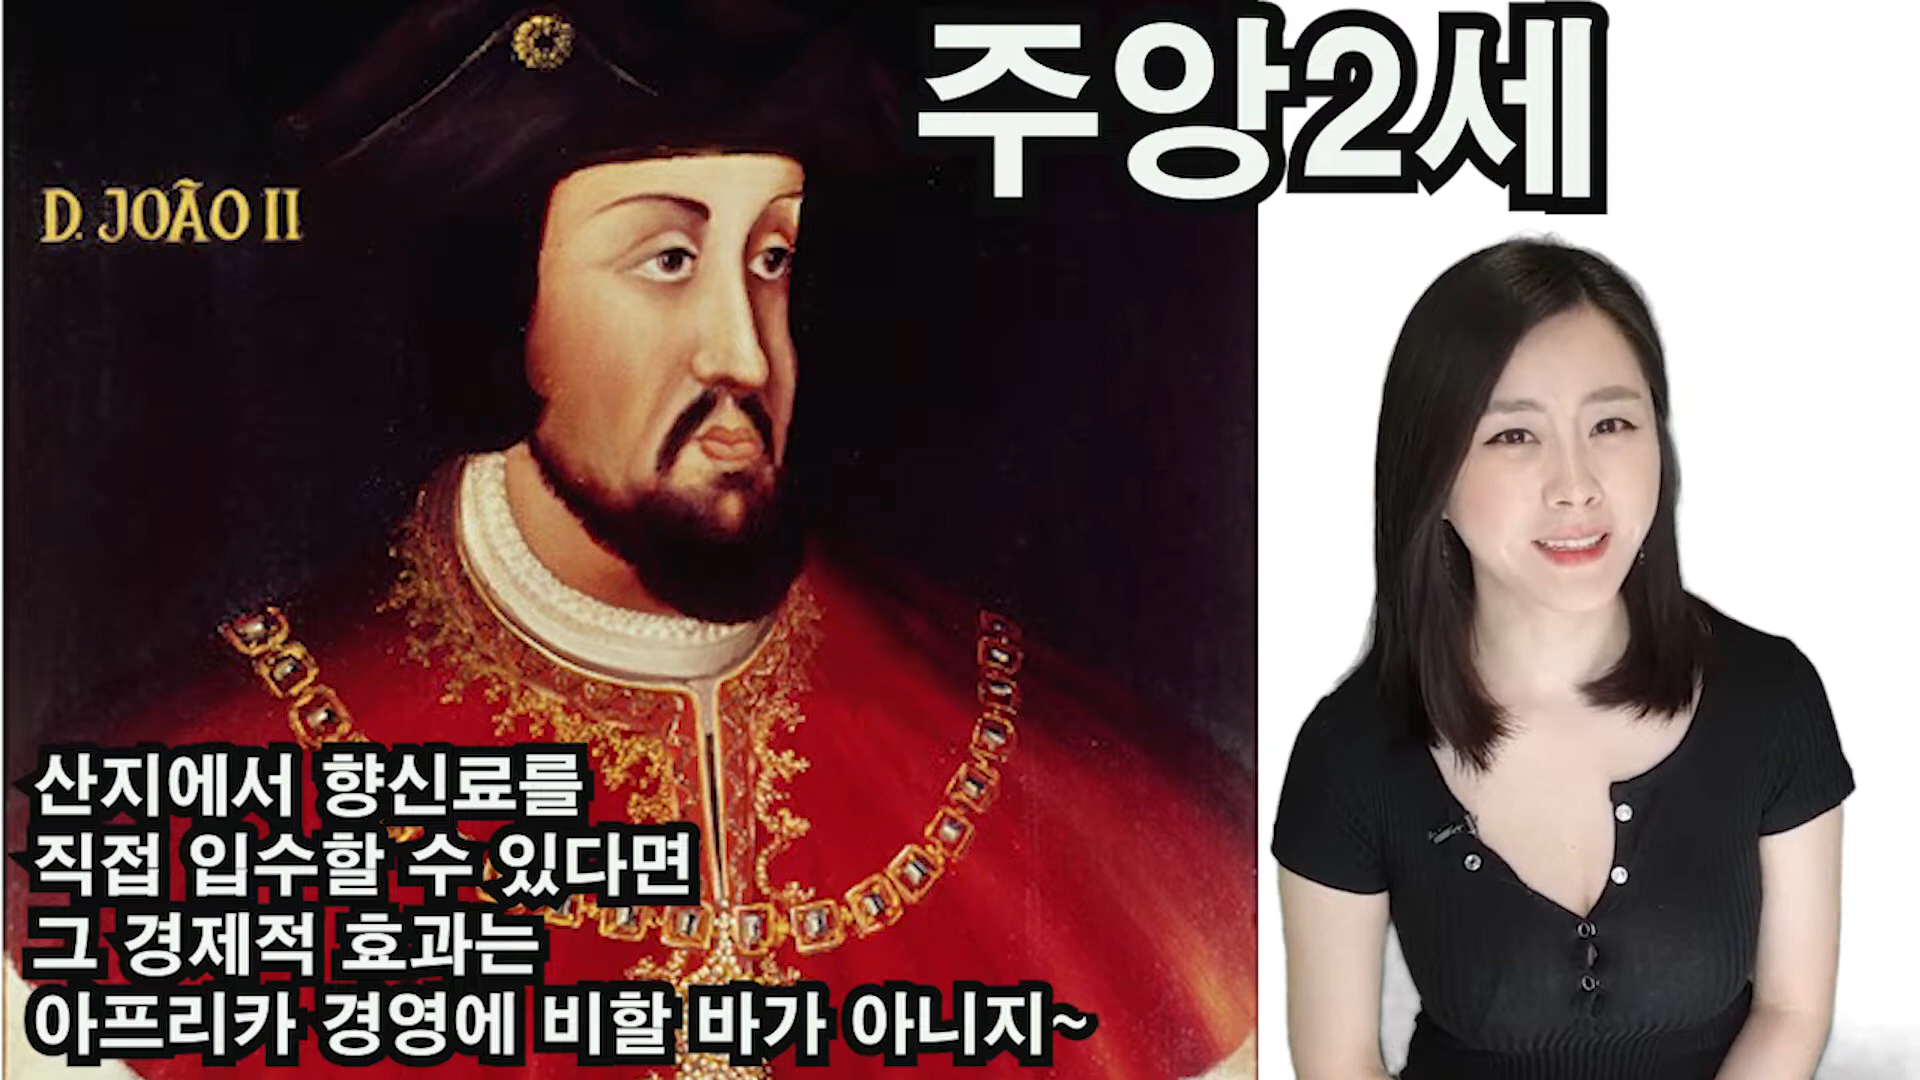 주앙2세
D. JOÃO II
산지에서 향신료를
직접 입수할 수 있다면
그 경제적 효과는
아프리카 경영에 비할 바가 아니지~